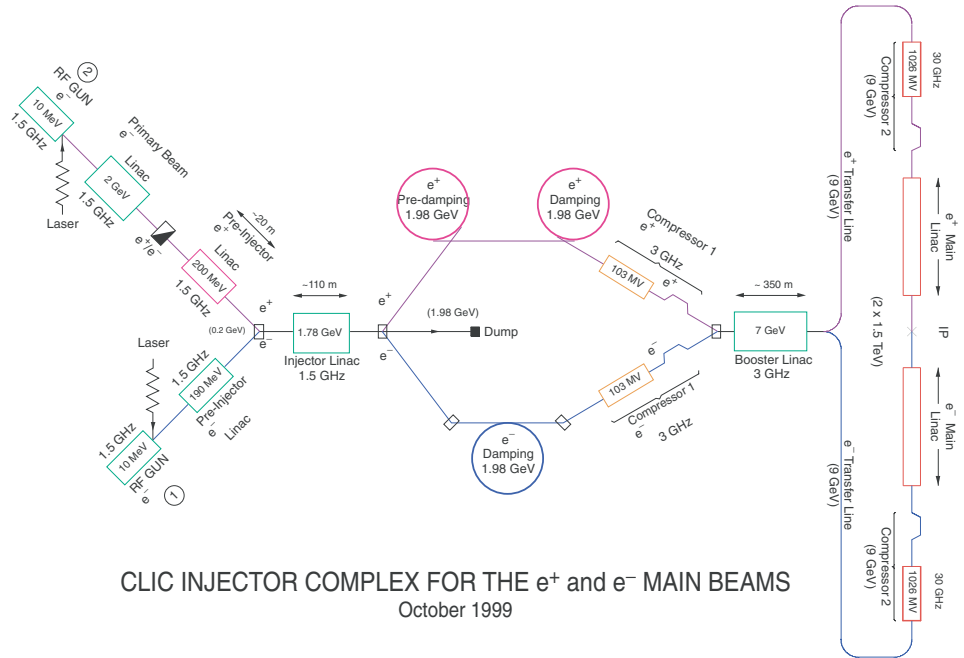 2
RF GUN
e−
10 MeV
1.5 GHz
Laser
Primary Beam
e−
Linac
2 GeV
1.5 GHz
e+/e−
~20 m
Pre-Injector
e+
Linac
200 MeV
1.5 GHz
e+
(0.2 GeV)
e−
Laser
1.5 GHz
190 MeV
Pre-Injector
e−
Linac
1.5 GHz
10 MeV
RF GUN
e−
1
~110 m
1.78 GeV
Injector Linac
1.5 GHz
e+
e−
(1.98 GeV)
Dump
e+
Pre-damping
1.98 GeV
e+
Damping
1.98 GeV
e−
Damping
1.98 GeV
Compressor 1
e+
3 GHz
103 MV
e+
e−
103 MV
Compressor 1
e−
3 GHz
~ 350 m
7 GeV
Booster Linac
3 GHz
e+ Transfer Line
(9 GeV)
e− Transfer Line
(9 GeV)
Compressor 2
(9 GeV)
1026 MV
30 GHz
e+ Main
Linac
(2 x 1.5 TeV)
IP
e− Main
Linac
Compressor 2
(9 GeV)
1026 MV
30 GHz
CLIC INJECTOR COMPLEX FOR THE e+ and e− MAIN BEAMS
October 1999